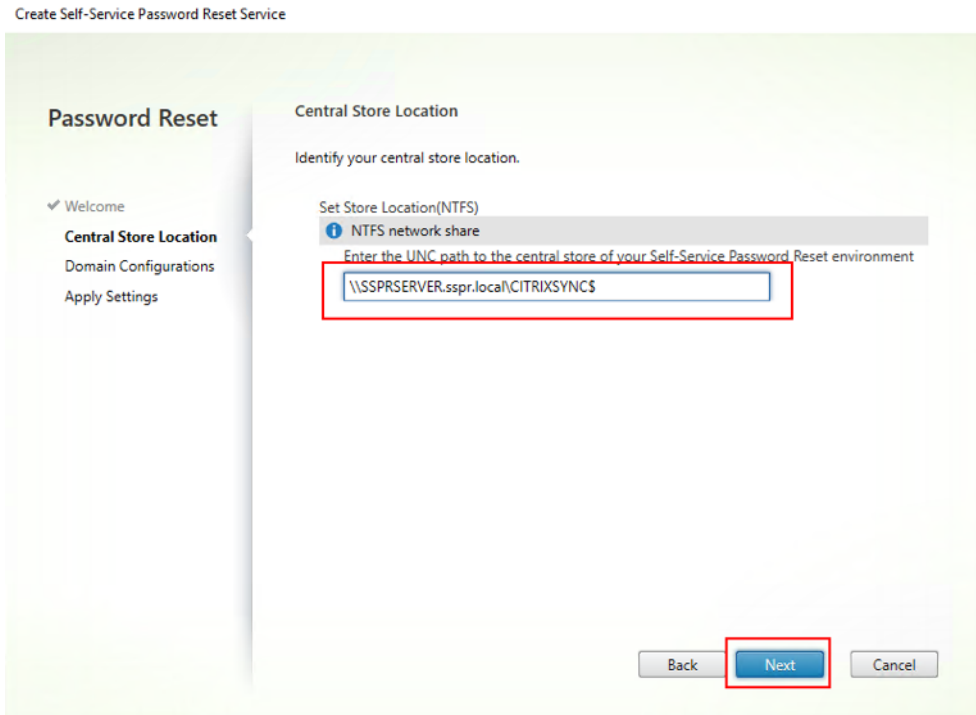 Create Self-Service Password Reset Service
Password Reset
Welcome
Central Store Location
Domain Configurations
Apply Settings
Central Store Location
Identify your central store location.
Set Store Location(NTFS)
NTFS network share
Enter the UNC path to the central store of your Self-Service Password Reset environment
\\SSPRSERVER.sspr.local\CITRIXSYNC$
Back
Next
Cancel